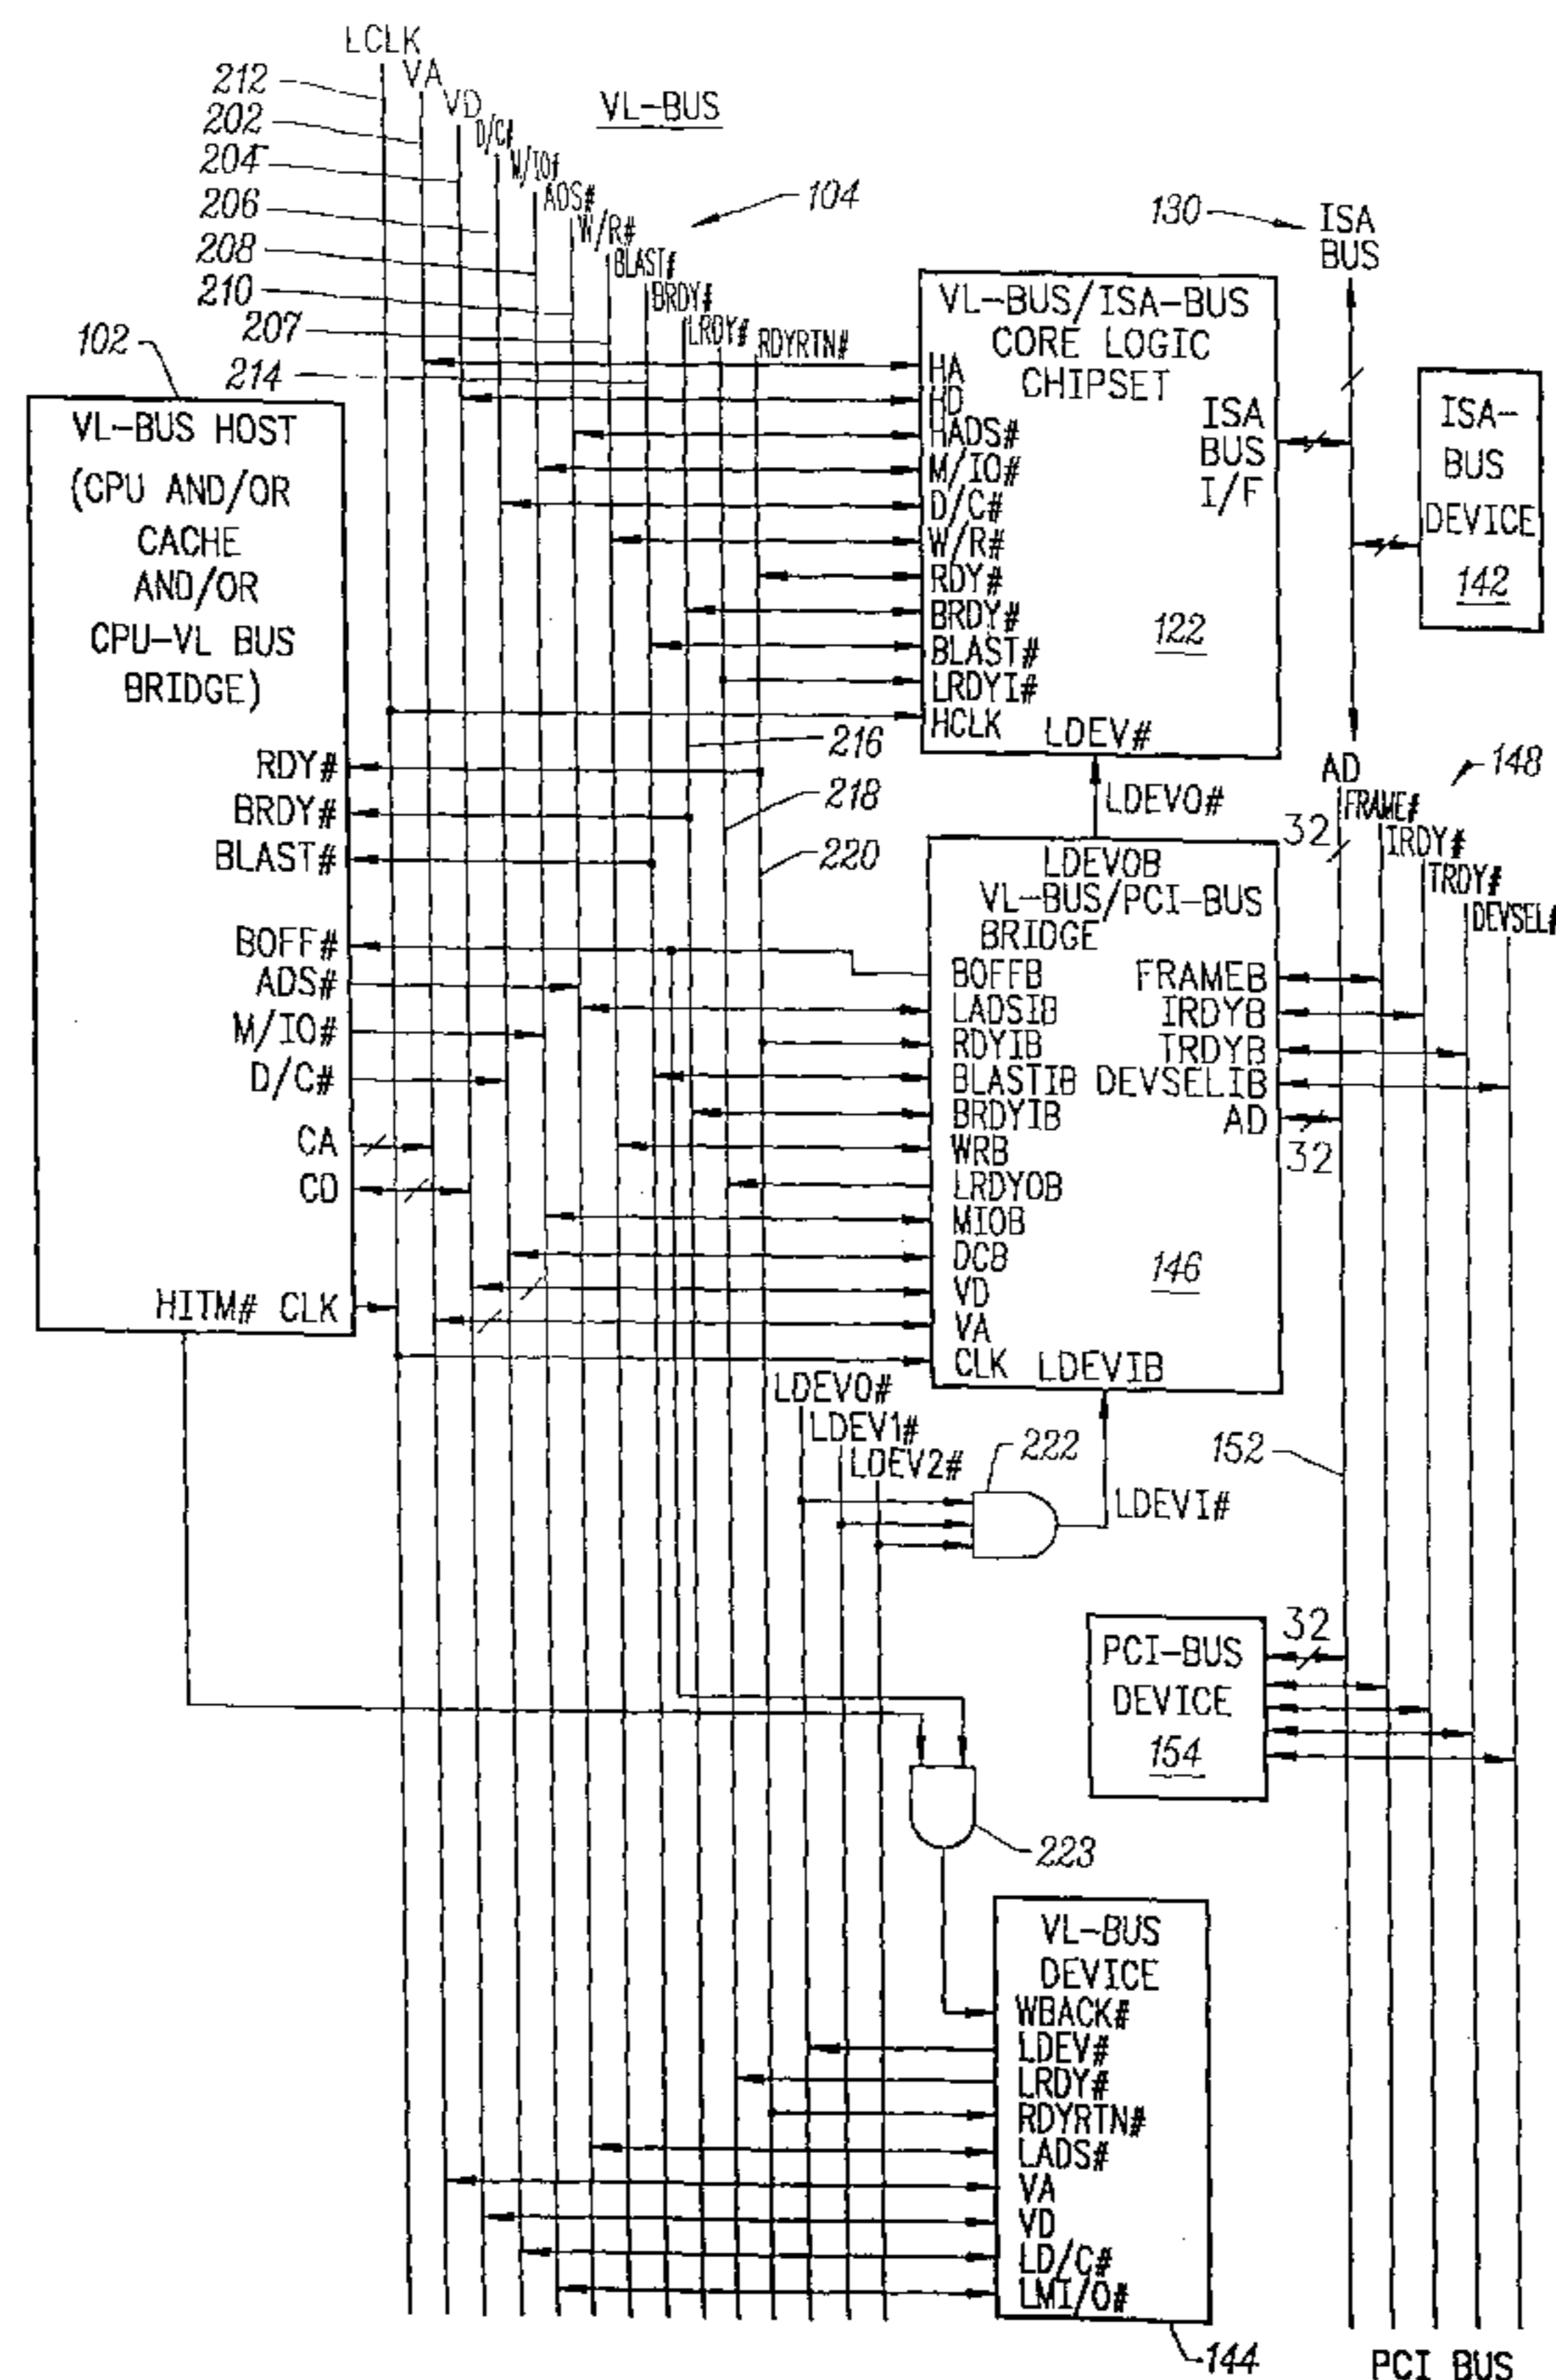 LCLK
212
VA
202
VD
VL-BUS
204
D/C#
206
M/IO#
ADS#
104
130
ISA
BUS
208
W/R#
210
BLAST#
BRDY#
207
LRDY#
RDYRTN#
214
102
VL-BUS HOST
(CPU AND/OR
CACHE
AND/OR
CPU-VL BUS
BRIDGE)
RDY#
BRDY#
BLAST#
BOFF#
ADS#
M/IO#
D/C#
CA
CD
HITM# CLK
VL-BUS/ISA-BUS
CORE LOGIC
CHIPSET
HA
HD
HADS#
M/IO#
D/C#
W/R#
RDY#
BRDY#
BLAST#
LRDYI#
HCLK
LDEV#
ISA
BUS
I/F
122
ISA-
BUS
DEVICE
142
216
218
220
LDEVO#
AD
148
FRAME#
32
IRDY#
TRDY#
DEVSEL#
LDEVOB
VL-BUS/PCI-BUS
BRIDGE
BOFFB
LADSIB
RDYIB
BLASTIB
BRDYIB
WRB
LRDYOB
MIOB
DCB
VD
VA
CLK
LDEVIB
FRAMEB
IRDYB
TRDYB
DEVSELIB
AD
32
146
LDEV0#
LDEV1#
LDEV2#
222
LDEVI#
152
32
PCI-BUS
DEVICE
154
223
VL-BUS
DEVICE
WBACK#
LDEV#
LRDY#
RDYRTN#
LADS#
VA
VD
LD/C#
LMI/O#
144
PCI BUS